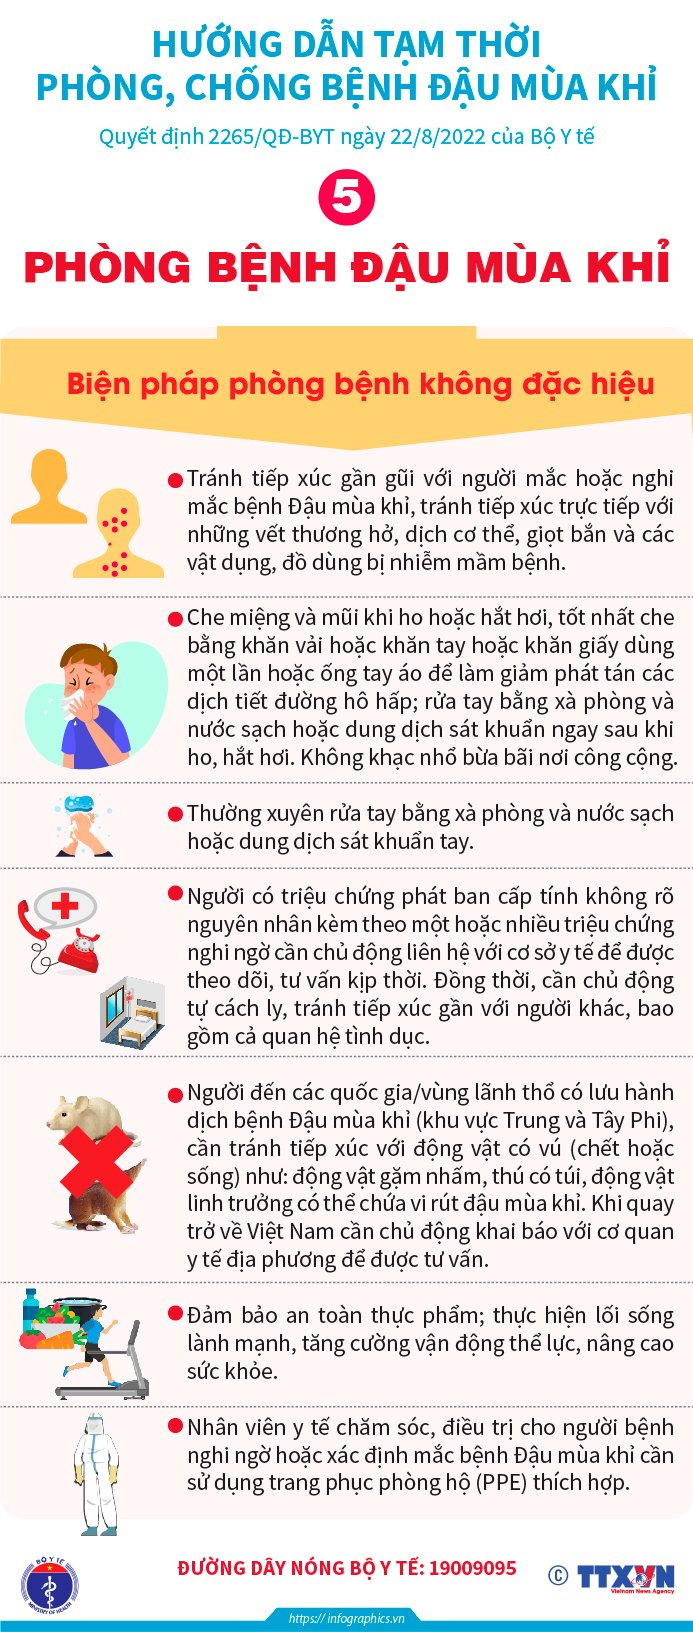 HƯỚNG DẪN TẠM THỜI
PHÒNG, CHỐNG BỆNH ĐẬU MÙA KHỈ
Quyết định 2265/QĐ-BYT ngày 22/8/2022 của Bộ Y tế
5
PHÒNG BỆNH ĐẬU MÙA KHỈ
Biện pháp phòng bệnh không đặc hiệu
Tránh tiếp xúc gần gũi với người mắc hoặc nghi
mắc bệnh Đậu mùa khỉ, tránh tiếp xúc trực tiếp với
những vết thương hở, dịch cơ thể, giọt bắn và các
vật dụng, đồ dùng bị nhiễm mầm bệnh.
Che miệng và mũi khi ho hoặc hắt hơi, tốt nhất che
bằng khăn vải hoặc khăn tay hoặc khăn giấy dùng
một lần hoặc ống tay áo để làm giảm phát tán các
dịch tiết đường hô hấp; rửa tay bằng xà phòng và
nước sạch hoặc dung dịch sát khuẩn ngay sau khi
ho, hắt hơi. Không khạc nhổ bừa bãi nơi công cộng.
Thường xuyên rửa tay bằng xà phòng và nước sạch
hoặc dung dịch sát khuẩn tay.
Người có triệu chứng phát ban cấp tính không rõ
nguyên nhân kèm theo một hoặc nhiều triệu chứng
nghi ngờ cần chủ động liên hệ với cơ sở y tế để được
theo dõi, tư vấn kịp thời. Đồng thời, cần chủ động
tự cách ly, tránh tiếp xúc gần với người khác, bao
gồm cả quan hệ tình dục.
Người đến các quốc gia/vùng lãnh thổ có lưu hành
dịch bệnh Đậu mùa khỉ (khu vực Trung và Tây Phi),
cần tránh tiếp xúc với động vật có vú (chết hoặc
sống) như: động vật gặm nhấm, thú có túi, động vật
linh trưởng có thể chứa vi rút đậu mùa khỉ. Khi quay
trở về Việt Nam cần chủ động khai báo với cơ quan
y tế địa phương để được tư vấn.
Đảm bảo an toàn thực phẩm; thực hiện lối sống
lành mạnh, tăng cường vận động thể lực, nâng cao
sức khỏe.
Nhân viên y tế chăm sóc, điều trị cho người bệnh
nghi ngờ hoặc xác định mắc bệnh Đậu mùa khỉ cần
sử dụng trang phục phòng hộ (PPE) thích hợp.
BỘ Y TẾ
MINISTRY OF HEALTH
ĐƯỜNG DÂY NÓNG BỘ Y TẾ: 19009095
© TTXVN
Vietnam News Agency
https:// infographics.vn